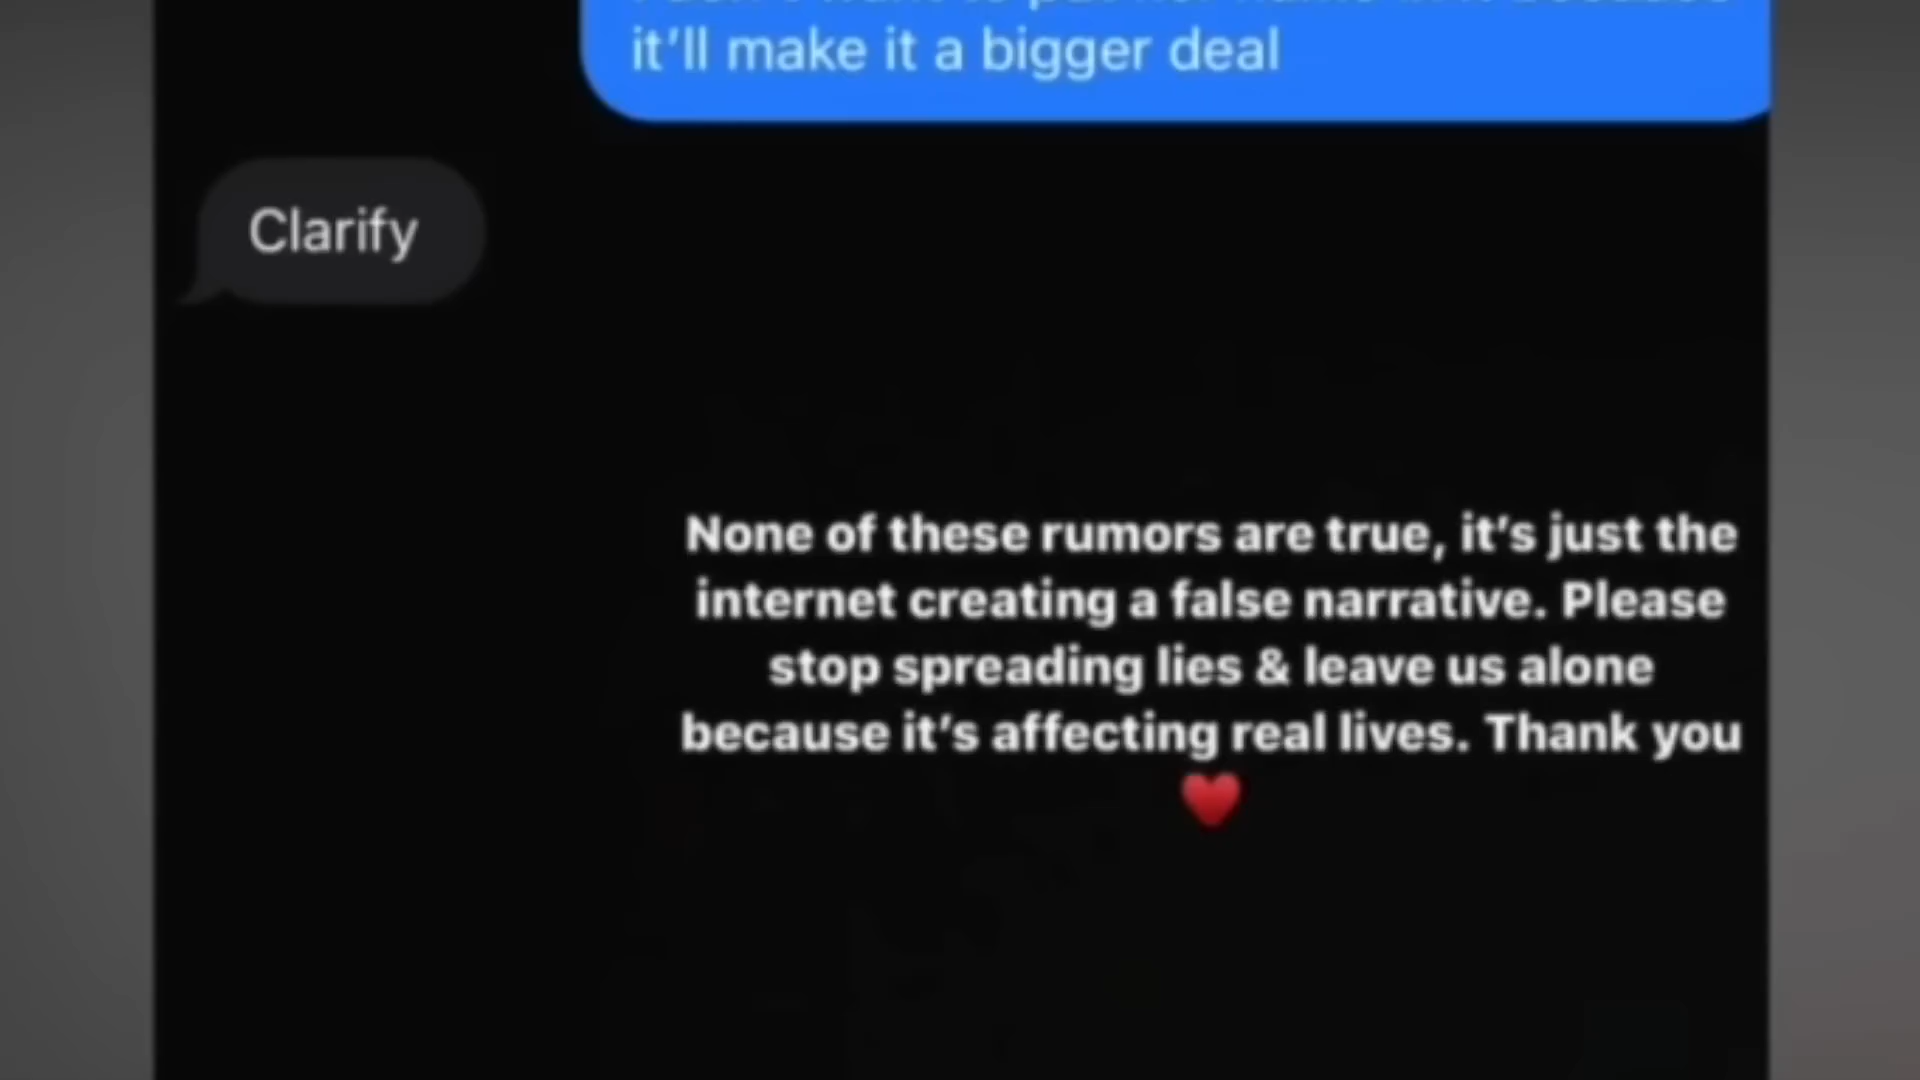 it’ll make it a bigger deal
Clarify
None of these rumors are true, it’s just the
internet creating a false narrative. Please
stop spreading lies & leave us alone
because it’s affecting real lives. Thank you
❤️